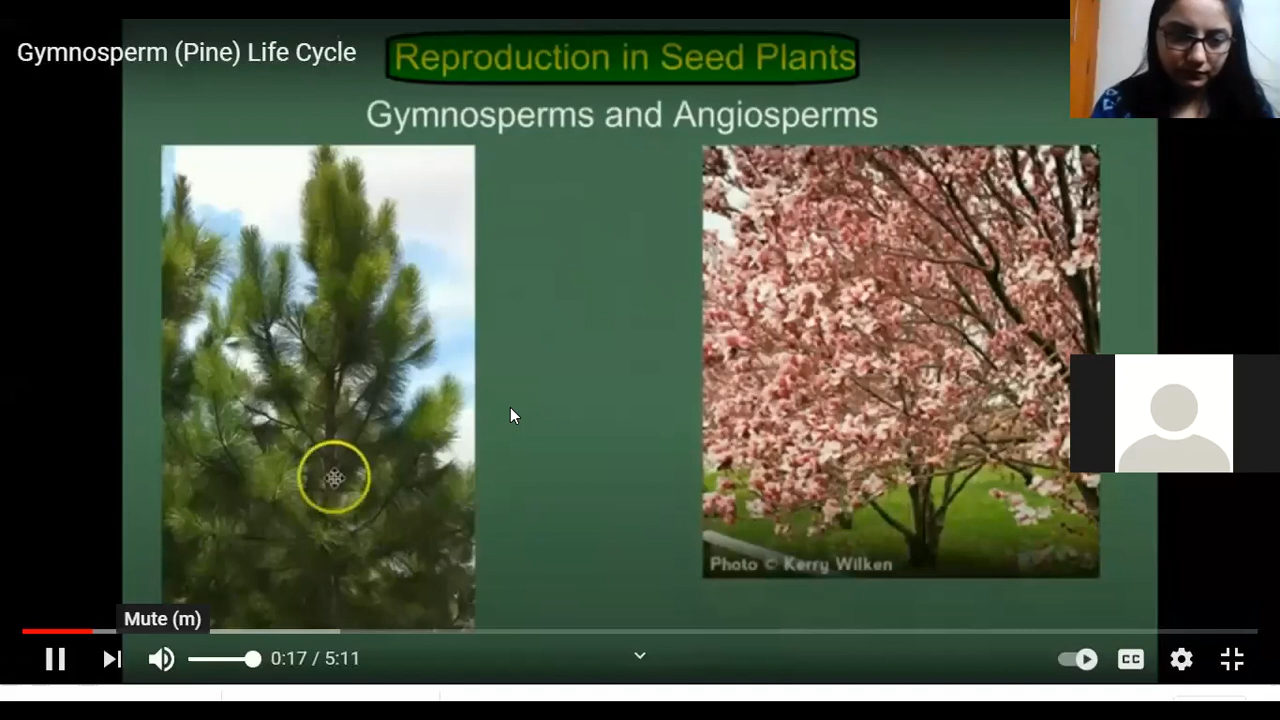 Gymnosperm (Pine) Life Cycle
Reproduction in Seed Plants
Gymnosperms and Angiosperms
Photo © Kerry Wilken
Mute (m)
0:17 / 5:11
CC